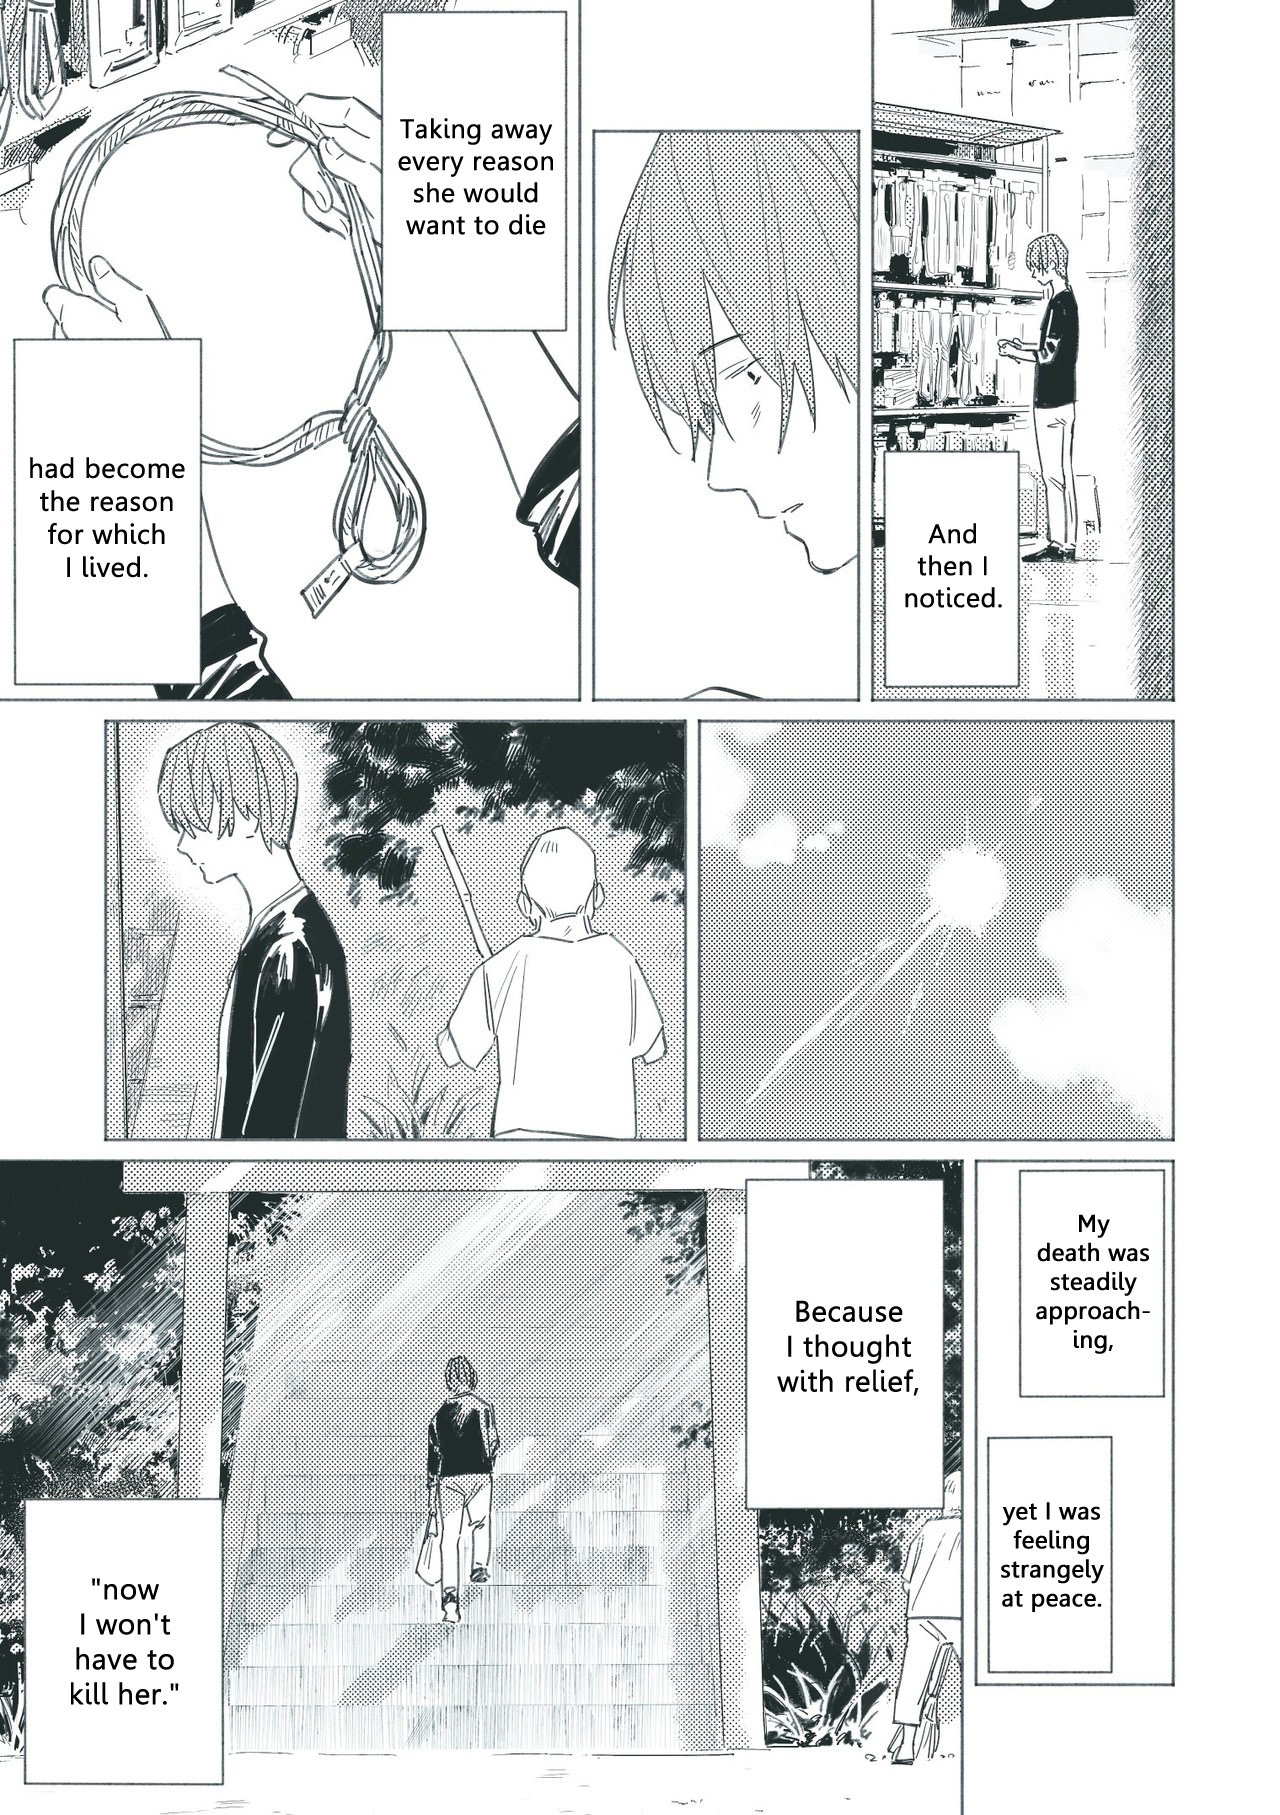 And
then I
noticed.
Taking away
every reason
she would
want to die
had become
the reason
for which
I lived.
My
death was
steadily
approach-
ing,
yet I was
feeling
strangely
at peace.
Because
I thought
with relief,
"now
I won't
have to
kill her."